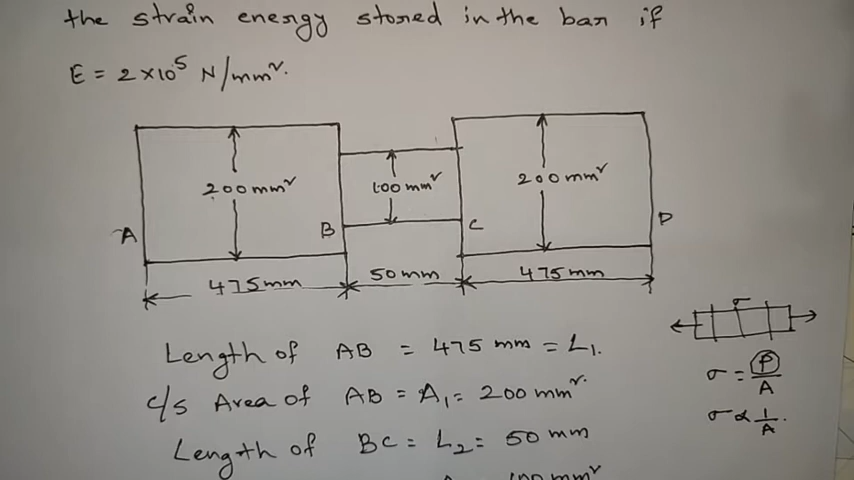 the strain energy stored in the bar if
E = 2 × 10⁵ N/mm².
200 mm²
100 mm²
200 mm²
A
B
C
D
475 mm
50 mm
475 mm
Length of AB = 475 mm = L₁.
σ
σ = P/A
c/s Area of AB = A₁ = 200 mm².
σ ∝ 1/A.
Length of BC = L₂ = 50 mm
100 mm²